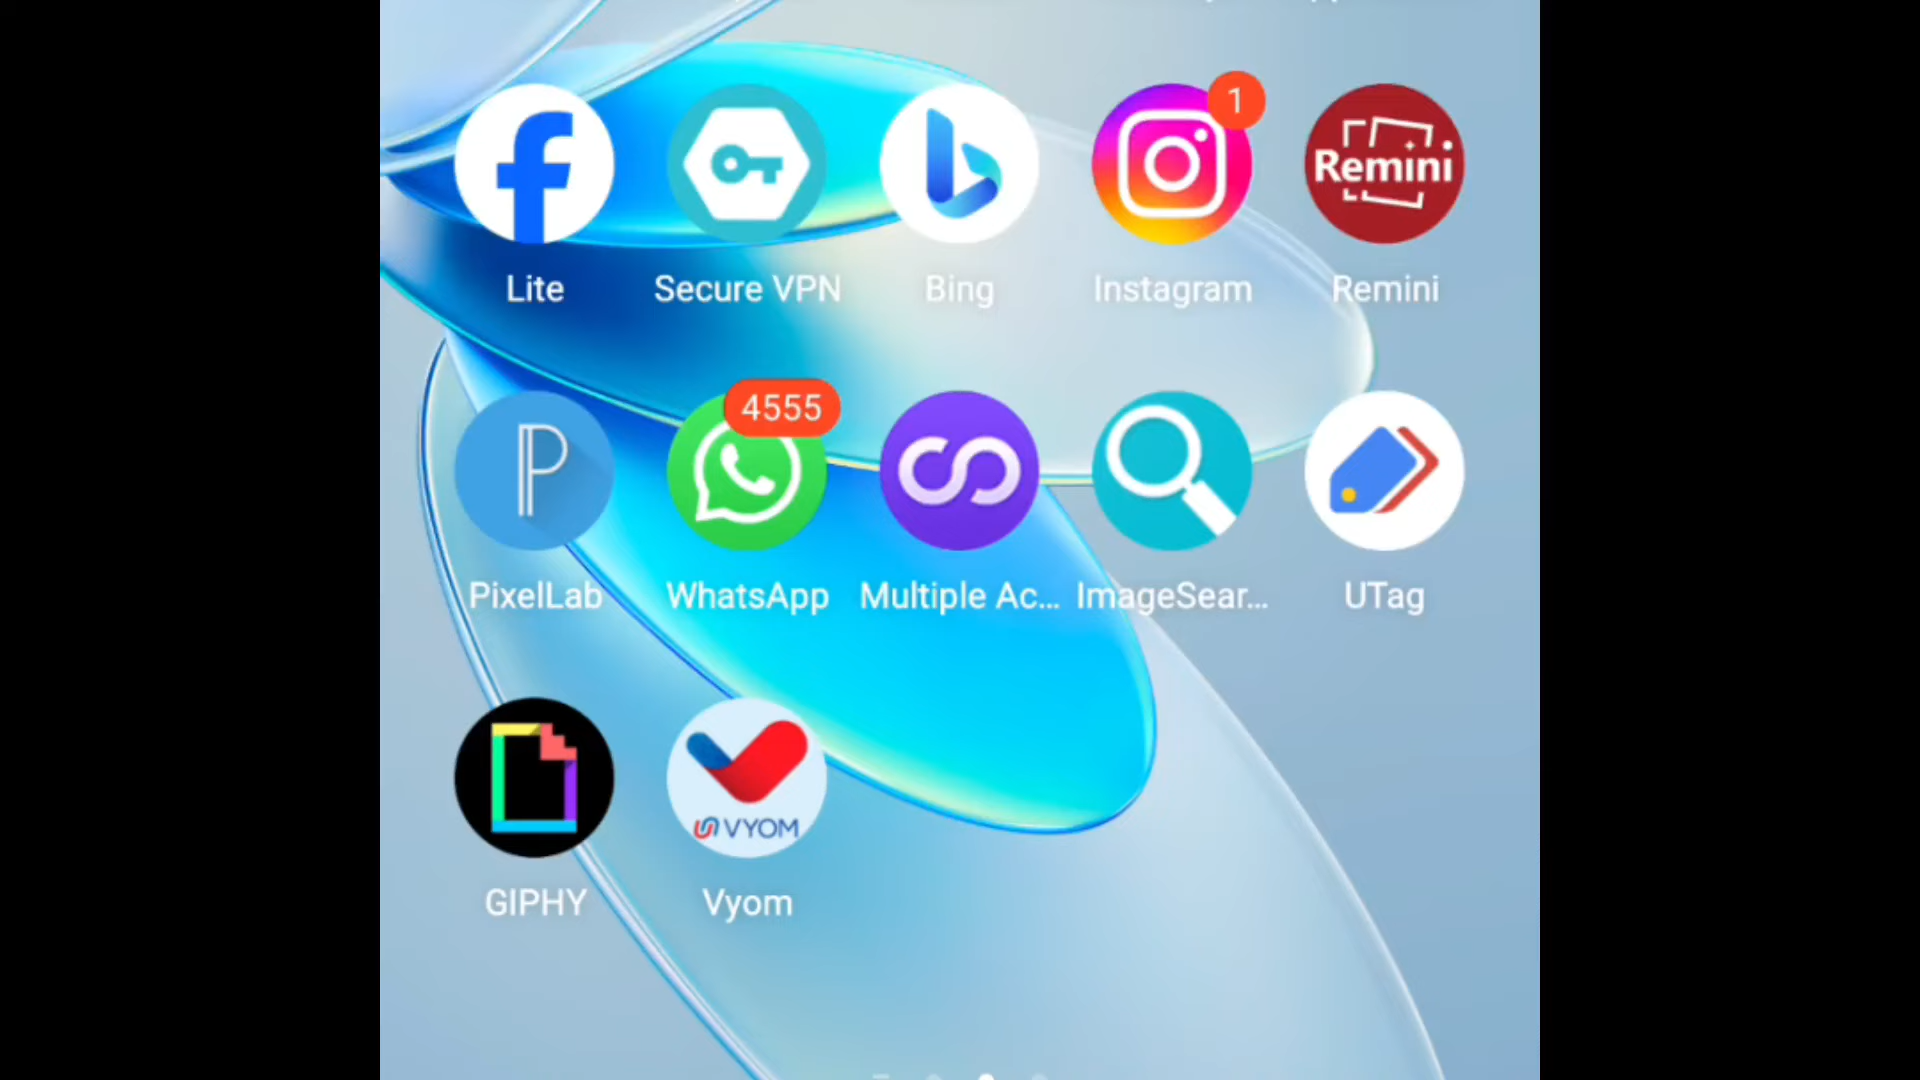 1
Remini
Lite
Secure VPN
Bing
Instagram
Remini
4555
PixelLab
WhatsApp
Multiple Ac...
ImageSear...
UTag
VYOM
GIPHY
Vyom